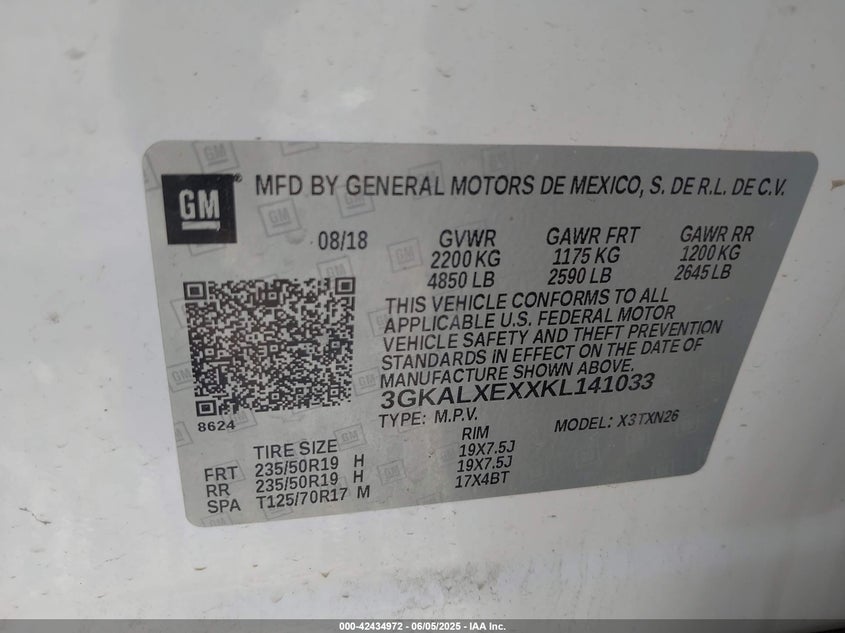 GM
MFD BY GENERAL MOTORS DE MEXICO, S. DE R.L. DE C.V.
08/18 GVWR GAWR FRT GAWR RR
2200 KG 1175 KG 1200 KG
4850 LB 2590 LB 2645 LB
THIS VEHICLE CONFORMS TO ALL
APPLICABLE U.S. FEDERAL MOTOR
VEHICLE SAFETY AND THEFT PREVENTION
STANDARDS IN EFFECT ON THE DATE OF
MANUFACTURE SHOWN ABOVE.
3GKALXEXXKL141033
8624 TYPE: M.P.V. MODEL: X3TXN26
TIRE SIZE RIM
FRT 235/50R19 H 19X7.5J
RR 235/50R19 H 19X7.5J
SPA T125/70R17 M 17X4BT
000-42434972 - 06/05/2025 - IAA Inc.